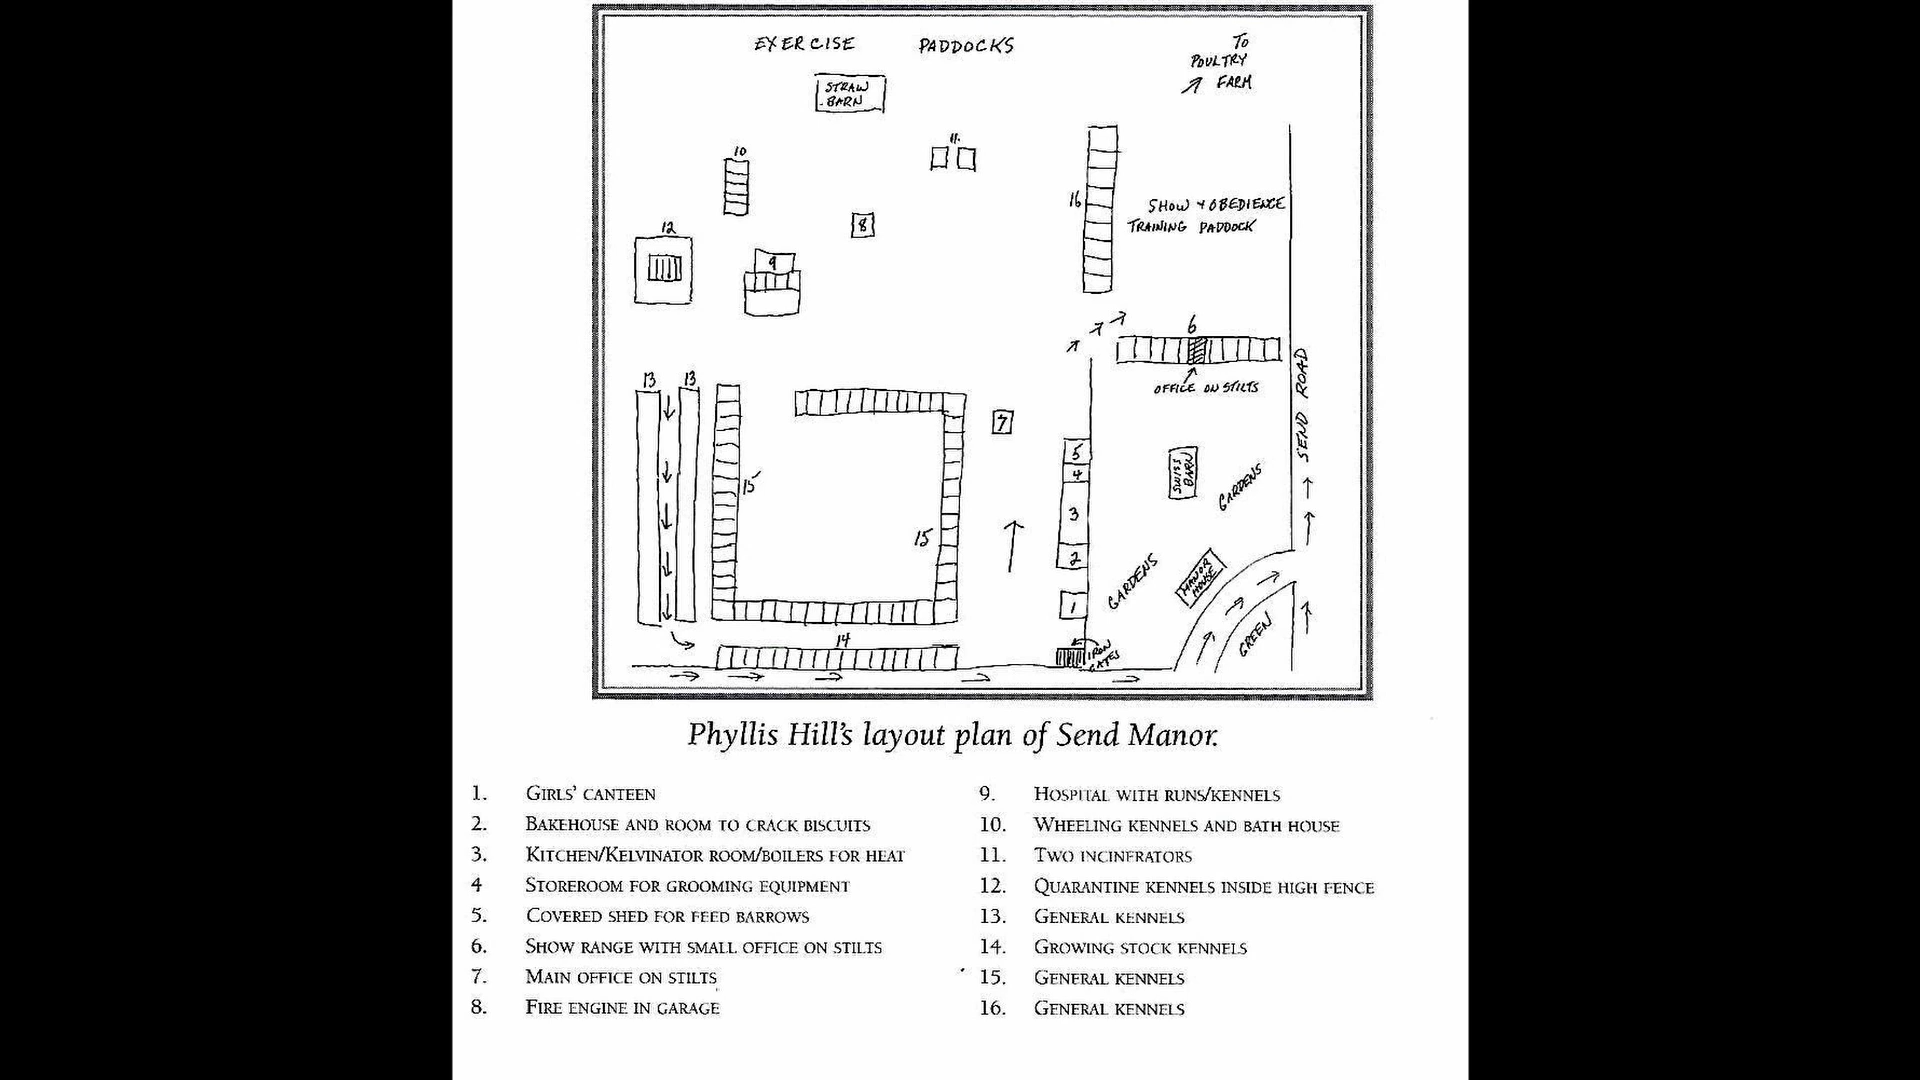 EXERCISE PADDOCKS
TO
POULTRY
FARM
STRAW
BARN
11.
10
16
SHOW + OBEDIENCE
TRAINING PADDOCK
8
12
9
6
OFFICE ON STILTS
SEND ROAD
13 13
7
5
4
3
2
1
15
15
SWISS
BARN
GARDENS
GARDENS
MANOR
HOUSE
GREEN
14
IRON
GATES
Phyllis Hill's layout plan of Send Manor.
1. GIRLS' CANTEEN
2. BAKEHOUSE AND ROOM TO CRACK BISCUITS
3. KITCHEN/KELVINATOR ROOM/BOILERS FOR HEAT
4 STOREROOM FOR GROOMING EQUIPMENT
5. COVERED SHED FOR FEED BARROWS
6. SHOW RANGE WITH SMALL OFFICE ON STILTS
7. MAIN OFFICE ON STILTS
8. FIRE ENGINE IN GARAGE
9. HOSPITAL WITH RUNS/KENNELS
10. WHEELING KENNELS AND BATH HOUSE
11. TWO INCINERATORS
12. QUARANTINE KENNELS INSIDE HIGH FENCE
13. GENERAL KENNELS
14. GROWING STOCK KENNELS
15. GENERAL KENNELS
16. GENERAL KENNELS